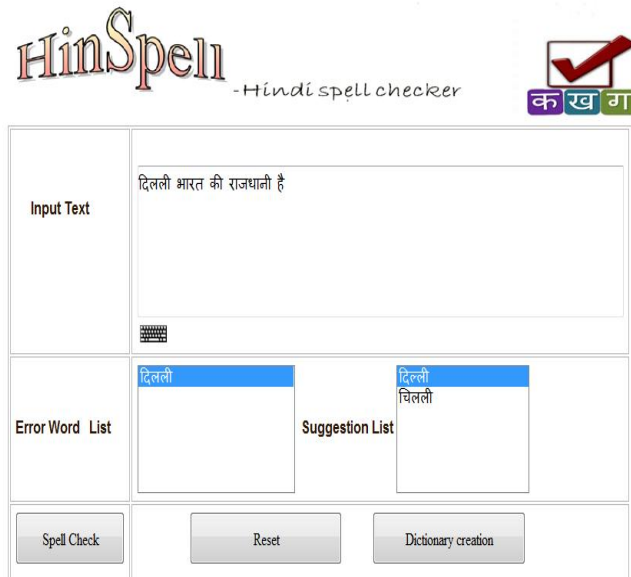 HinSpell
-Hindi spell checker
क ख ग
Input Text
दिलली भारत की राजधानी है
Error Word List
दिलली
Suggestion List
दिल्ली
चिलली
Spell Check
Reset
Dictionary creation